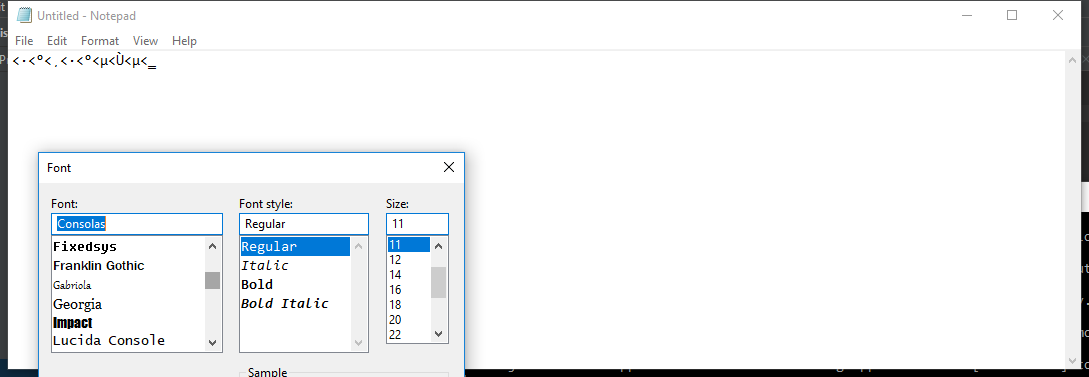 Untitled - Notepad
File Edit Format View Help
<·<º<¸<·<º<µ<Ù<µ<‗
Font
Font: Font style: Size:
Consolas Regular 11
Fixedsys Regular 11
Franklin Gothic Italic 12
Gabriola Bold 14
Georgia Bold Italic 16
Impact 18
Lucida Console 20
22
Sample